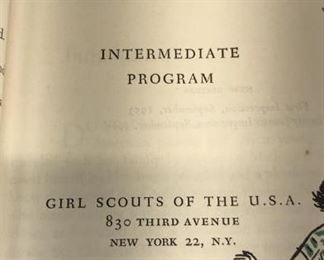 INTERMEDIATE
PROGRAM
GIRL SCOUTS OF THE U.S.A.
830 THIRD AVENUE
NEW YORK 22, N.Y.